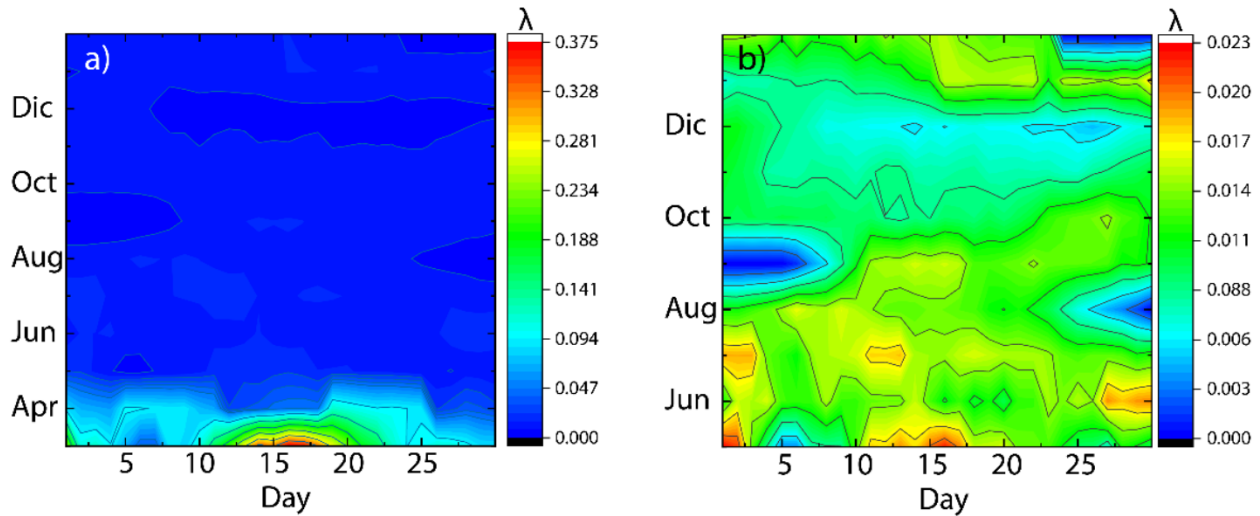 a)
Dic
Oct
Aug
Jun
Apr
5 10 15 20 25
Day
λ
0.375
0.328
0.281
0.234
0.188
0.141
0.094
0.047
0.000
b)
Dic
Oct
Aug
Jun
5 10 15 20 25
Day
λ
0.023
0.020
0.017
0.014
0.011
0.0088
0.006
0.003
0.000